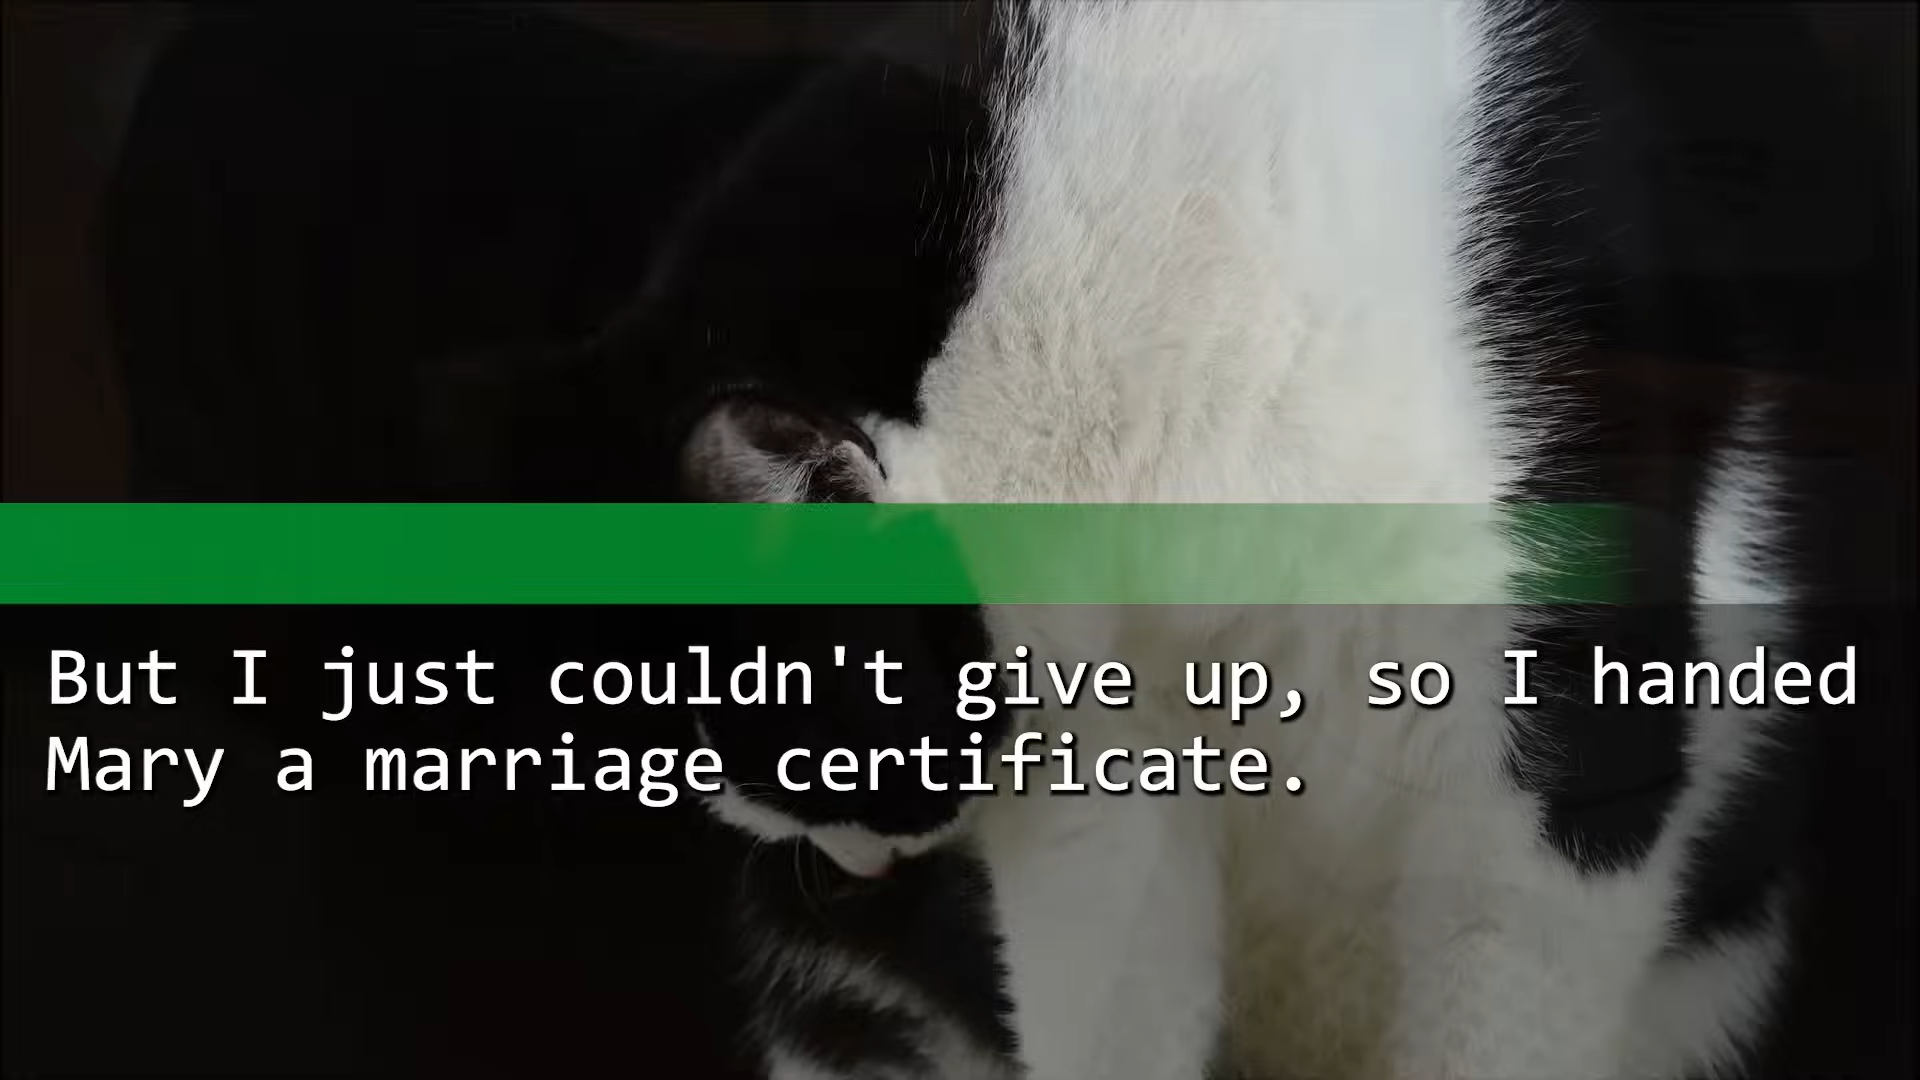 But I just couldn't give up, so I handed
Mary a marriage certificate.